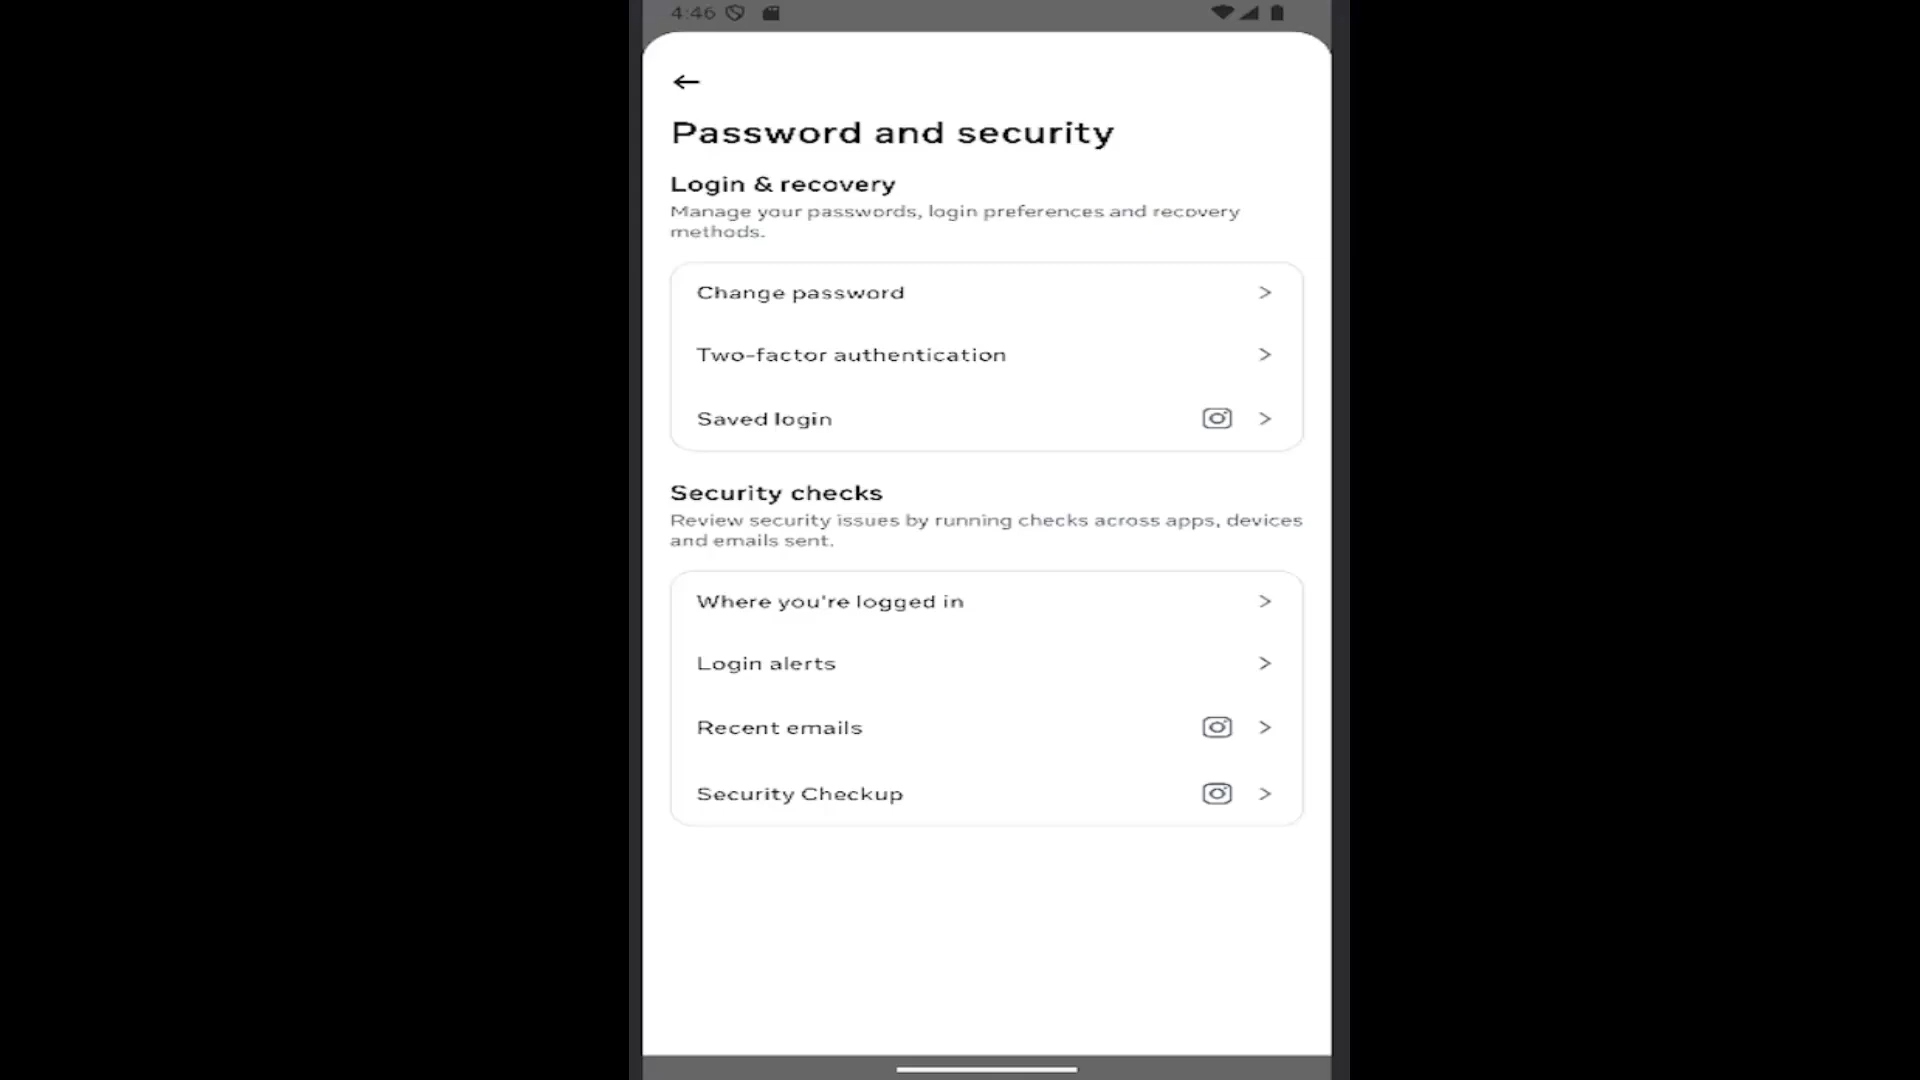 4:46
Password and security
Login & recovery
Manage your passwords, login preferences and recovery
methods.
Change password
Two-factor authentication
Saved login
Security checks
Review security issues by running checks across apps, devices
and emails sent.
Where you're logged in
Login alerts
Recent emails
Security Checkup